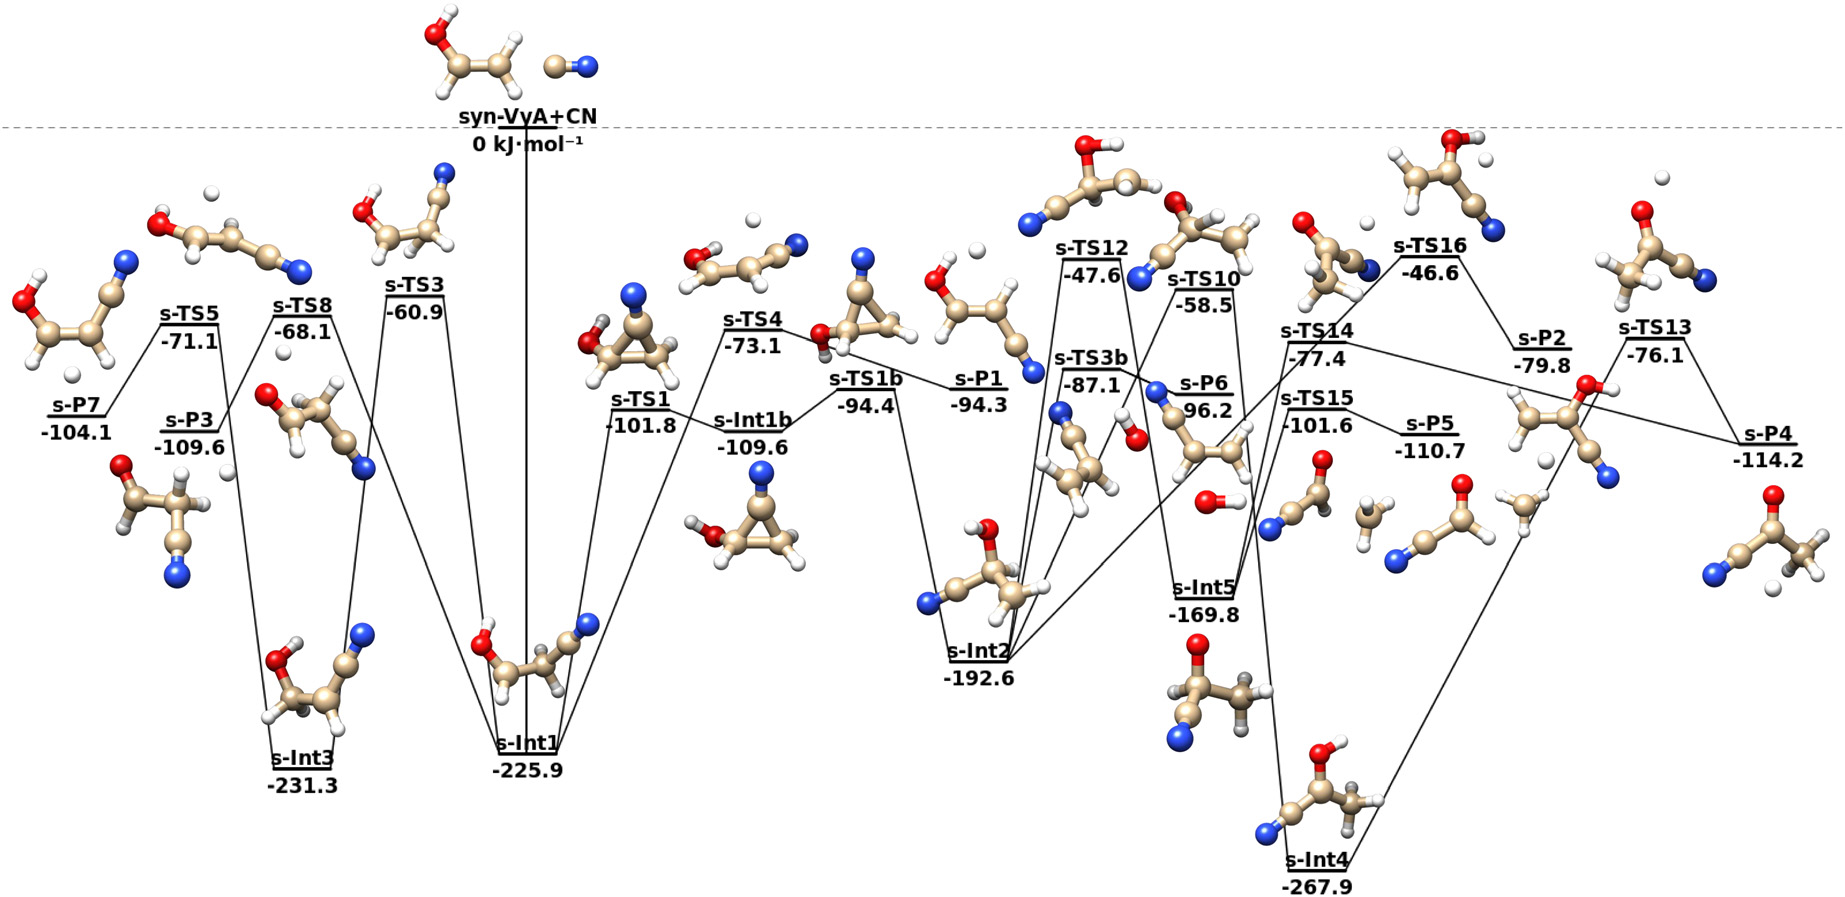 syn-VyA+CN
0 kJ·mol⁻¹
s-TS12
-47.6
s-TS16
-46.6
s-TS10
-58.5
s-TS3
-60.9
s-TS8
-68.1
s-TS5
-71.1
s-TS4
-73.1
s-TS14
-77.4
s-TS13
-76.1
s-P2
-79.8
s-TS3b
-87.1
s-TS1b
-94.4
s-P1
-94.3
s-P6
-96.2
s-TS1
-101.8
s-TS15
-101.6
s-P7
-104.1
s-P3
-109.6
s-Int1b
-109.6
s-P5
-110.7
s-P4
-114.2
s-Int5
-169.8
s-Int2
-192.6
s-Int1
-225.9
s-Int3
-231.3
s-Int4
-267.9